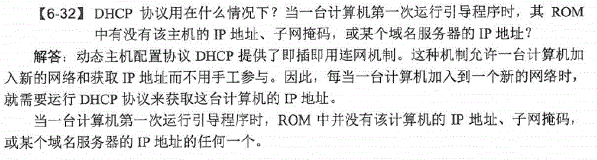 【6-32】 DHCP 协议用在什么情况下？当一台计算机第一次运行引导程序时，其 ROM
中有没有该主机的 IP 地址、子网掩码，或某个域名服务器的 IP 地址？
解答：动态主机配置协议 DHCP 提供了即插即用连网机制。这种机制允许一台计算机加
入新的网络和获取 IP 地址而不用手工参与。因此，每当一台计算机加入到一个新的网络时，
就需要运行 DHCP 协议来获取这台计算机的 IP 地址。
当一台计算机第一次运行引导程序时，ROM 中并没有该计算机的 IP 地址、子网掩码，
或某个域名服务器的 IP 地址的任何一个。